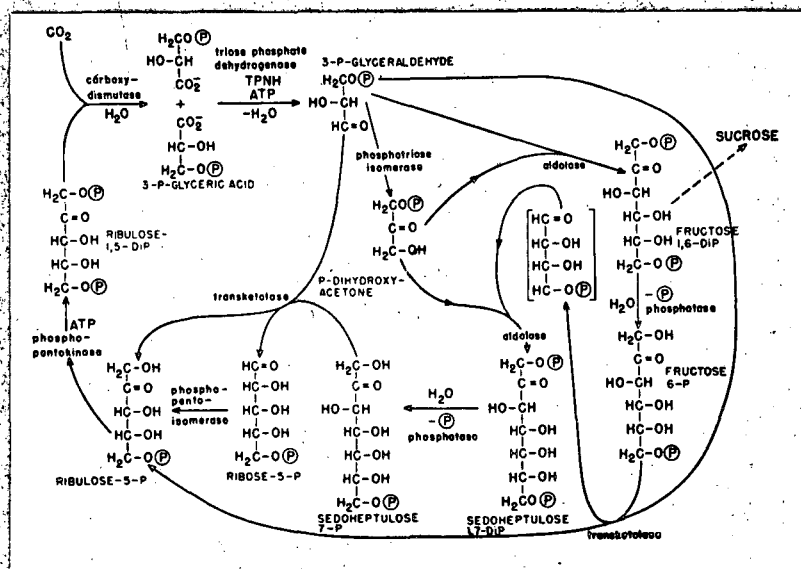 CO2
carboxy-
dismutase
H2O
H2CO(P)
HO-CH
CO2-
+
CO2-
HC-OH
H2CO(P)
3-P-GLYCERIC ACID
triose phosphate
dehydrogenase
TPNH
ATP
-H2O
3-P-GLYCERALDEHYDE
H2CO(P)
HO-CH
HC=O
phosphotriose
isomerase
aldolase
H2CO(P)
C=O
H2C-OH
P-DIHYDROXY-
ACETONE
HC=O
HC-OH
HC-OH
H2C-O(P)
H2C-O(P)
C=O
HO-CH
HC-OH
HC-OH
H2C-O(P)
FRUCTOSE
1,6-DiP
SUCROSE
H2O
-(P)
phosphatase
H2C-OH
C=O
HO-CH
HC-OH
HC-OH
H2C-O(P)
FRUCTOSE
6-P
H2C-O(P)
C=O
HC-OH
HC-OH
H2C-O(P)
RIBULOSE-
1,5-DiP
ATP
phospho-
pantokinase
transketolase
aldolase
H2C-OH
C=O
HC-OH
HC-OH
H2C-O(P)
RIBULOSE-5-P
phospho-
pento-
isomerase
HC=O
HC-OH
HC-OH
HC-OH
H2C-O(P)
RIBOSE-5-P
H2C-OH
C=O
HO-CH
HC-OH
HC-OH
HC-OH
H2C-O(P)
SEDOHEPTULOSE
7-P
H2O
-(P)
phosphatase
H2C-O(P)
C=O
HO-CH
HC-OH
HC-OH
HC-OH
H2CO(P)
SEDOHEPTULOSE
1,7-DiP
transketolase